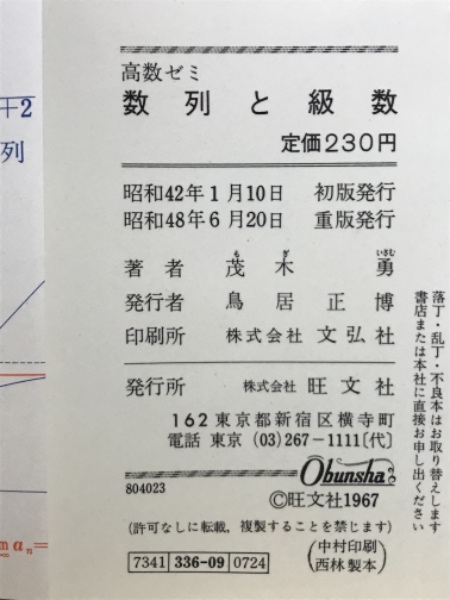 高数ゼミ
数列と級数
定価230円
昭和42年1月10日 初版発行
昭和48年6月20日 重版発行
著者 茂木 勇
もぎ いさむ
発行者 鳥居正博
印刷所 株式会社 文弘社
発行所 株式会社 旺文社
162 東京都新宿区横寺町
電話 東京 (03)267-1111〔代〕
Obunsha
804023
©旺文社1967
(許可なしに転載,複製することを禁じます)
7341 336-09 0724
(中村印刷
西林製本)
落丁・乱丁・不良本はお取り替えします
書店または本社に直接お申し出ください
+2
列